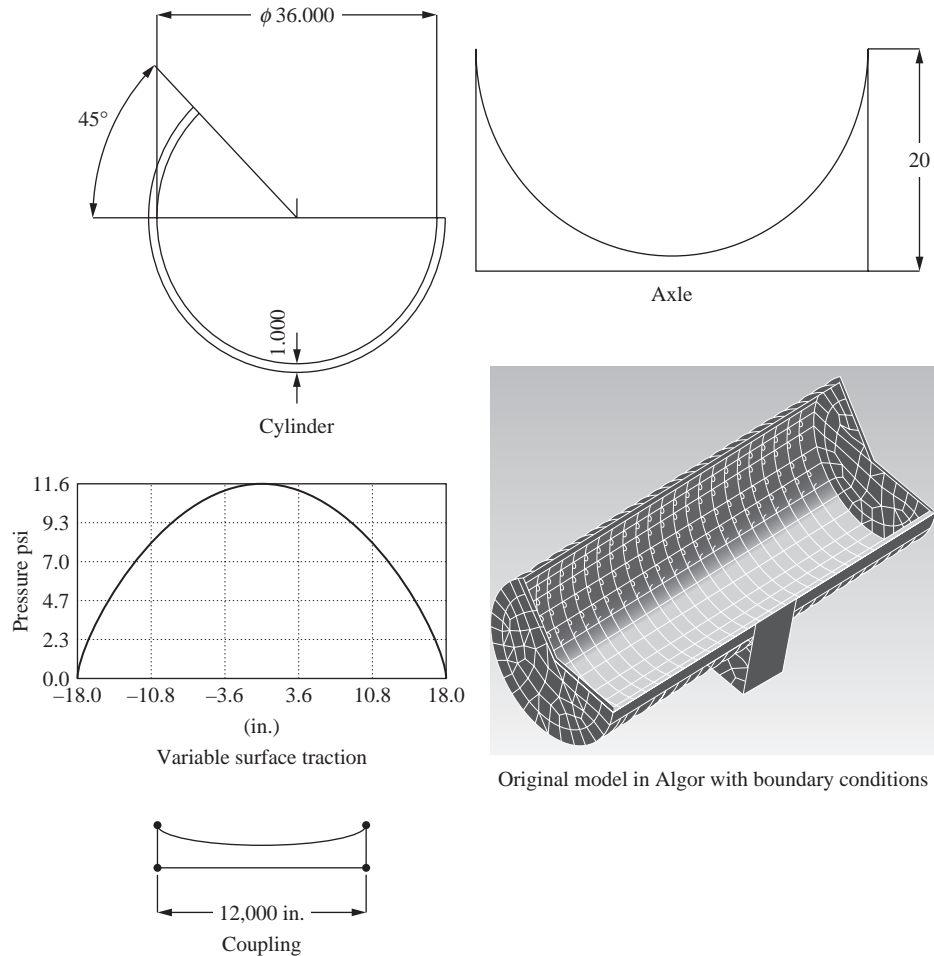 ϕ 36.000
45°
1.000
Cylinder
20
Axle
Pressure psi
11.6
9.3
7.0
4.7
2.3
0.0
–18.0 –10.8 –3.6 3.6 10.8 18.0
(in.)
Variable surface traction
Original model in Algor with boundary conditions
12,000 in.
Coupling